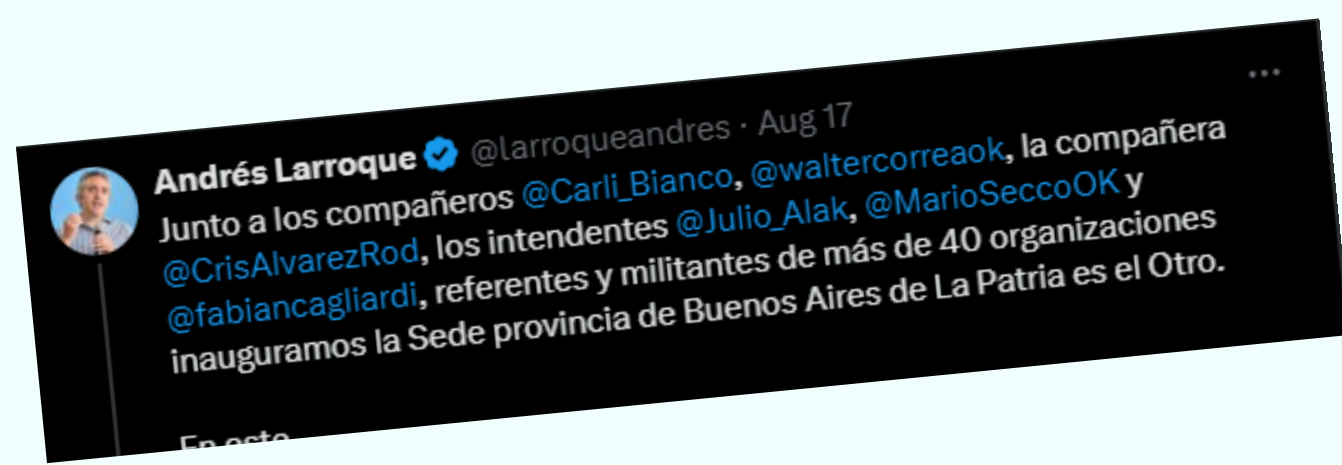 Andrés Larroque @larroqueandres · Aug 17
Junto a los compañeros @Carli_Bianco, @waltercorreaok, la compañera
@CrisAlvarezRod, los intendentes @Julio_Alak, @MarioSeccoOK y
@fabiancagliardi, referentes y militantes de más de 40 organizaciones
inauguramos la Sede provincia de Buenos Aires de La Patria es el Otro.
En este